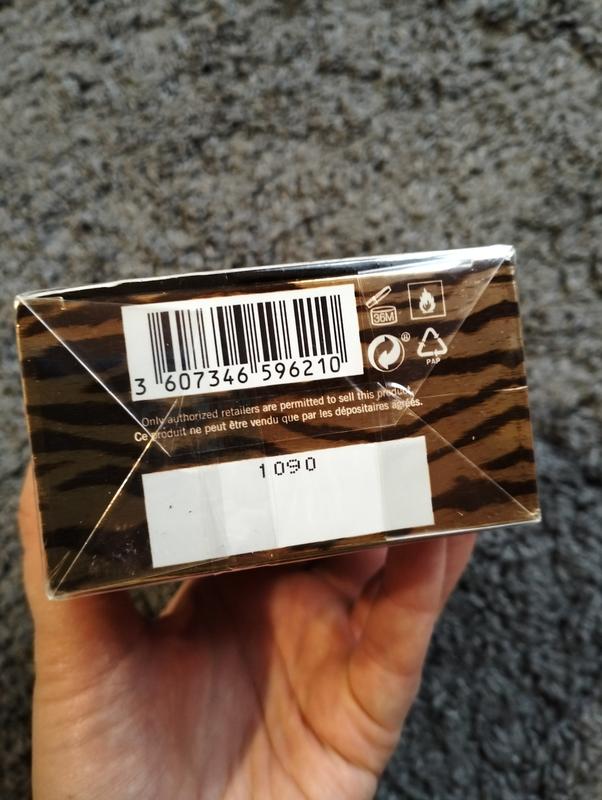 3 607346 596210
36M
®
PAP
Only authorized retailers are permitted to sell this product.
Ce produit ne peut être vendu que par les dépositaires agréés.
1090